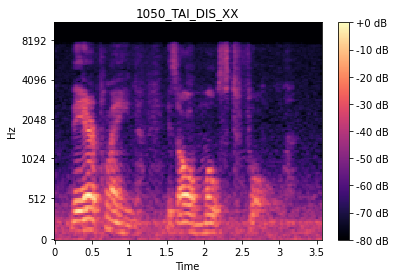 1050_TAI_DIS_XX
+0 dB
8192
-10 dB
4096
-20 dB
-30 dB
2048
-40 dB
Hz
1024
-50 dB
512
-60 dB
-70 dB
0
-80 dB
0 0.5 1 1.5 2 2.5 3 3.5
Time